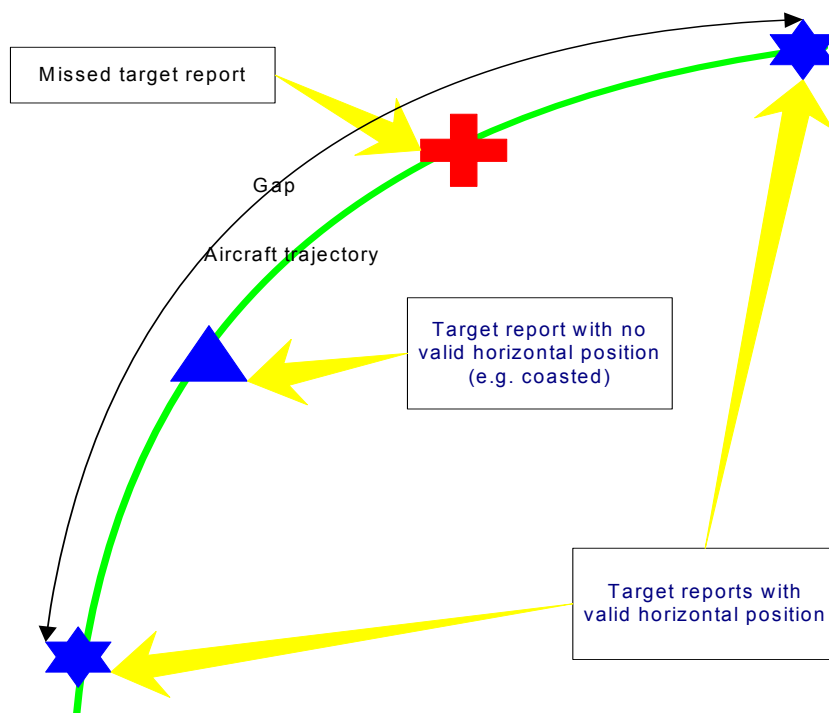 Missed target report
Gap
Aircraft trajectory
Target report with no
valid horizontal position
(e.g. coasted)
Target reports with
valid horizontal position